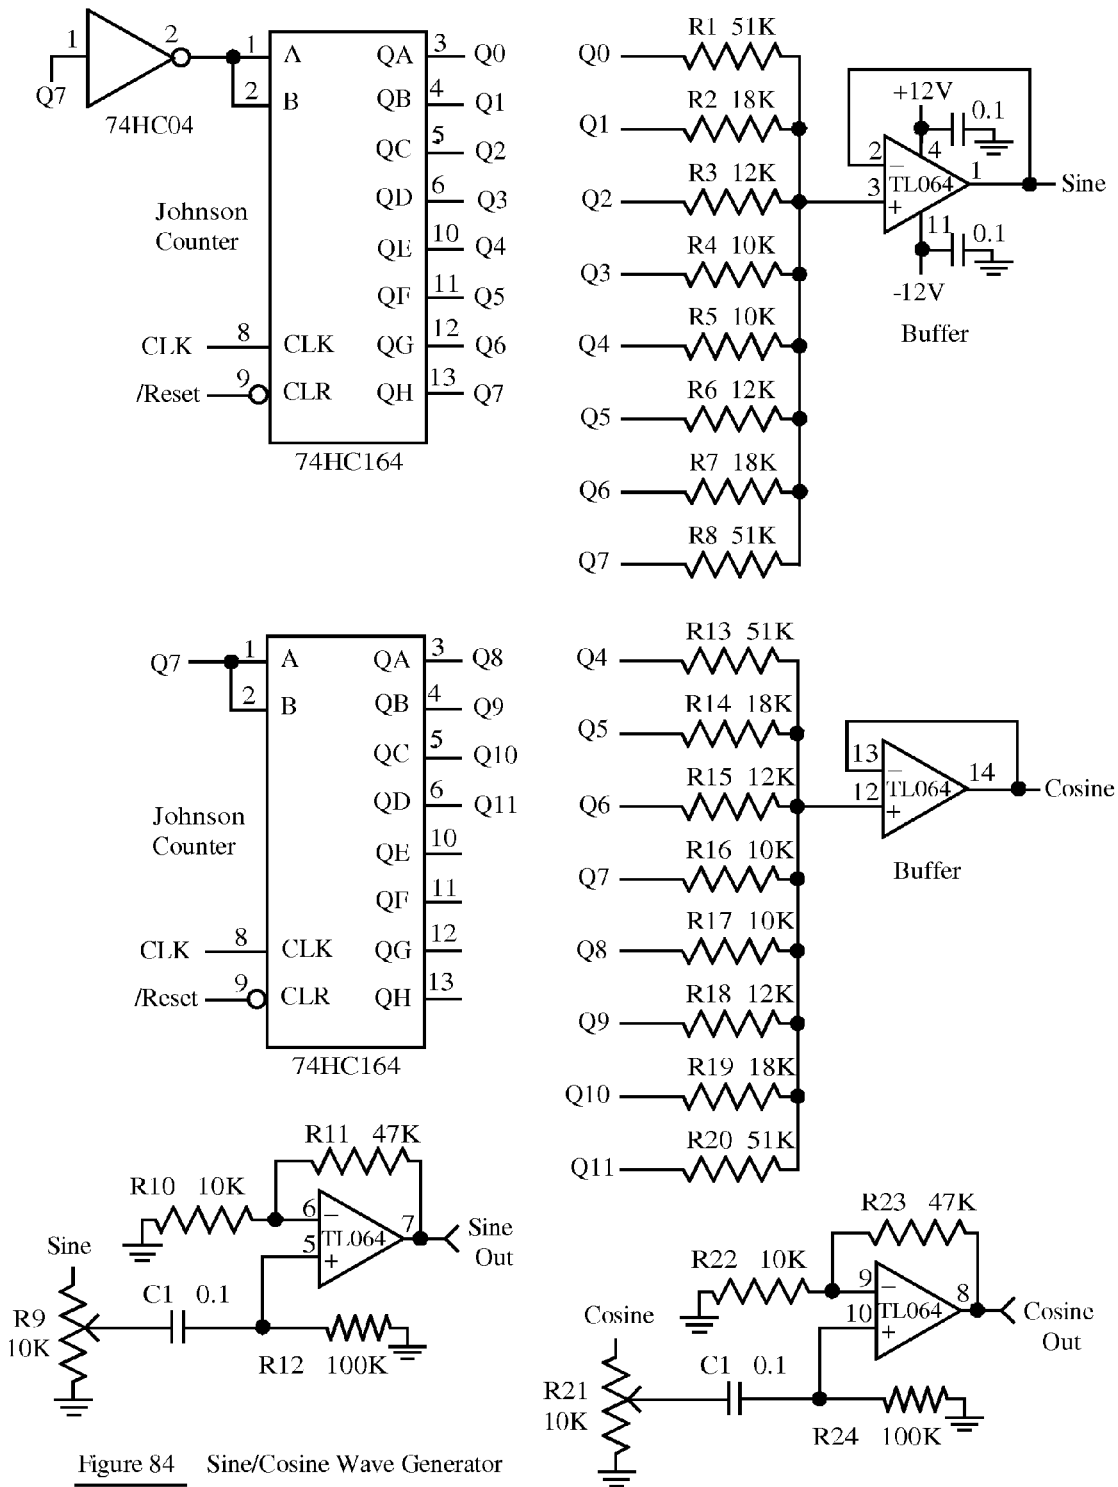 1
2
Q7
74HC04
1 A
2 B
QA 3 Q0
QB 4 Q1
QC 5 Q2
QD 6 Q3
Johnson
Counter
QE 10 Q4
QF 11 Q5
CLK 8 CLK
QG 12 Q6
/Reset 9 CLR
QH 13 Q7
74HC164
Q0 R1 51K
Q1 R2 18K
Q2 R3 12K
Q3 R4 10K
Q4 R5 10K
Q5 R6 12K
Q6 R7 18K
Q7 R8 51K
+12V
0.1
4
2 −
TL064
3 +
1
Sine
11
0.1
-12V
Buffer
Q7 1 A
2 B
QA 3 Q8
QB 4 Q9
QC 5 Q10
QD 6 Q11
Johnson
Counter
QE 10
QF 11
CLK 8 CLK
QG 12
/Reset 9 CLR
QH 13
74HC164
Q4 R13 51K
Q5 R14 18K
Q6 R15 12K
Q7 R16 10K
Q8 R17 10K
Q9 R18 12K
Q10 R19 18K
Q11 R20 51K
13 −
TL064
12 +
14
Cosine
Buffer
R11 47K
R10 10K
6 −
TL064
5 +
7
Sine
Out
Sine
R9
10K
C1 0.1
R12 100K
R23 47K
R22 10K
9 −
TL064
10 +
8
Cosine
Out
Cosine
R21
10K
C1 0.1
R24 100K
Figure 84 Sine/Cosine Wave Generator